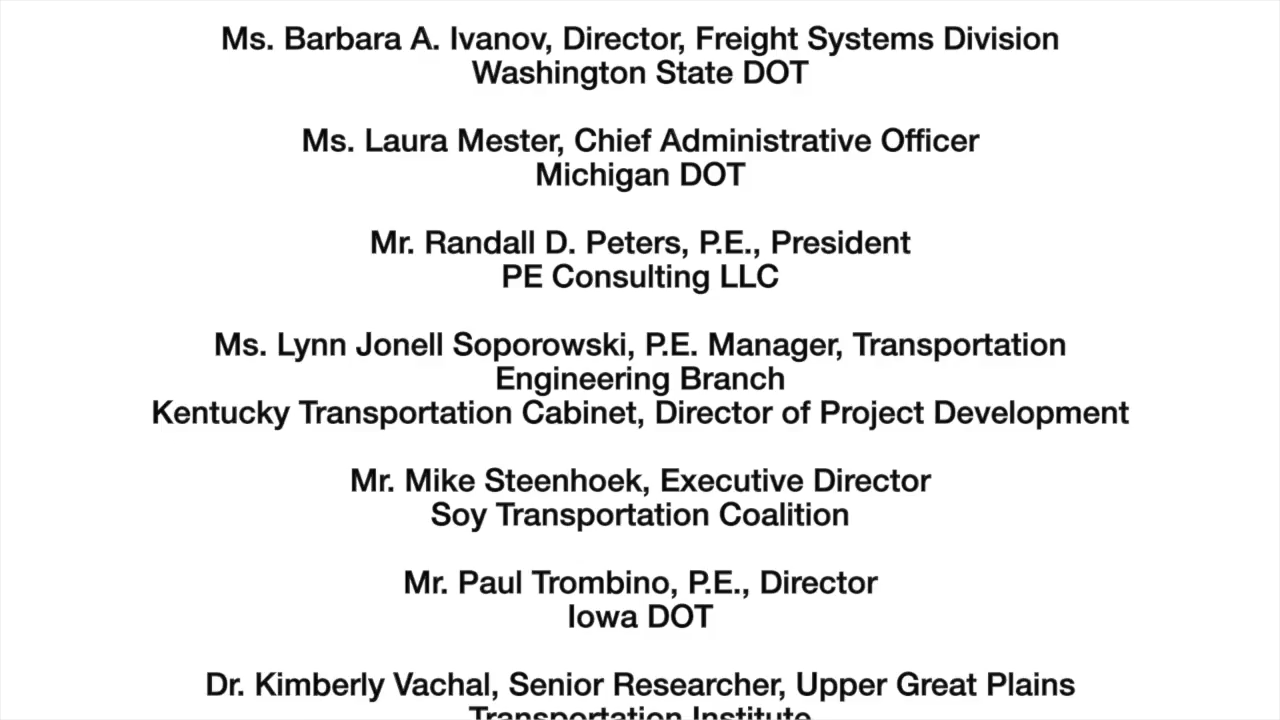 Ms. Barbara A. Ivanov, Director, Freight Systems Division
Washington State DOT
Ms. Laura Mester, Chief Administrative Officer
Michigan DOT
Mr. Randall D. Peters, P.E., President
PE Consulting LLC
Ms. Lynn Jonell Soporowski, P.E. Manager, Transportation
Engineering Branch
Kentucky Transportation Cabinet, Director of Project Development
Mr. Mike Steenhoek, Executive Director
Soy Transportation Coalition
Mr. Paul Trombino, P.E., Director
Iowa DOT
Dr. Kimberly Vachal, Senior Researcher, Upper Great Plains
Transportation Institute